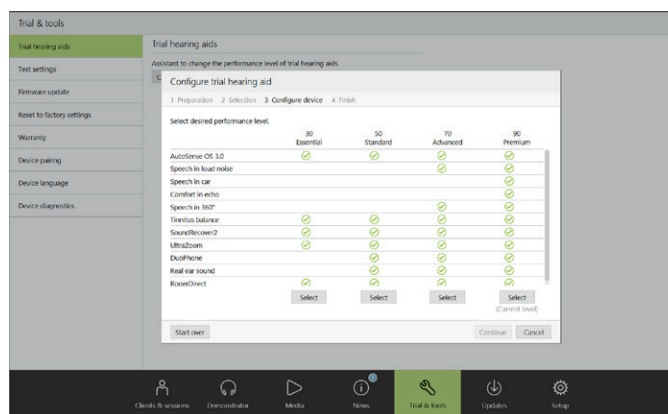 Trial & tools
Trial hearing aids
Test settings
Firmware update
Reset to factory settings
Warranty
Device pairing
Device language
Device diagnostics
Trial hearing aids
Assistant to change the performance level of trial hearing aids.
C
Configure trial hearing aid
1 Preparation 2 Selection 3 Configure device 4 Finish
Select desired performance level.
30 50 70 90
Essential Standard Advanced Premium
AutoSense OS 3.0
Speech in loud noise
Speech in car
Comfort in echo
Speech in 360°
Tinnitus balance
SoundRecover2
UltraZoom
DuoPhone
Real ear sound
RogerDirect
Select Select Select Select
(Current level)
Start over Continue Cancel
Clients & sessions Demonstrator Media News Trial & tools Updates Setup